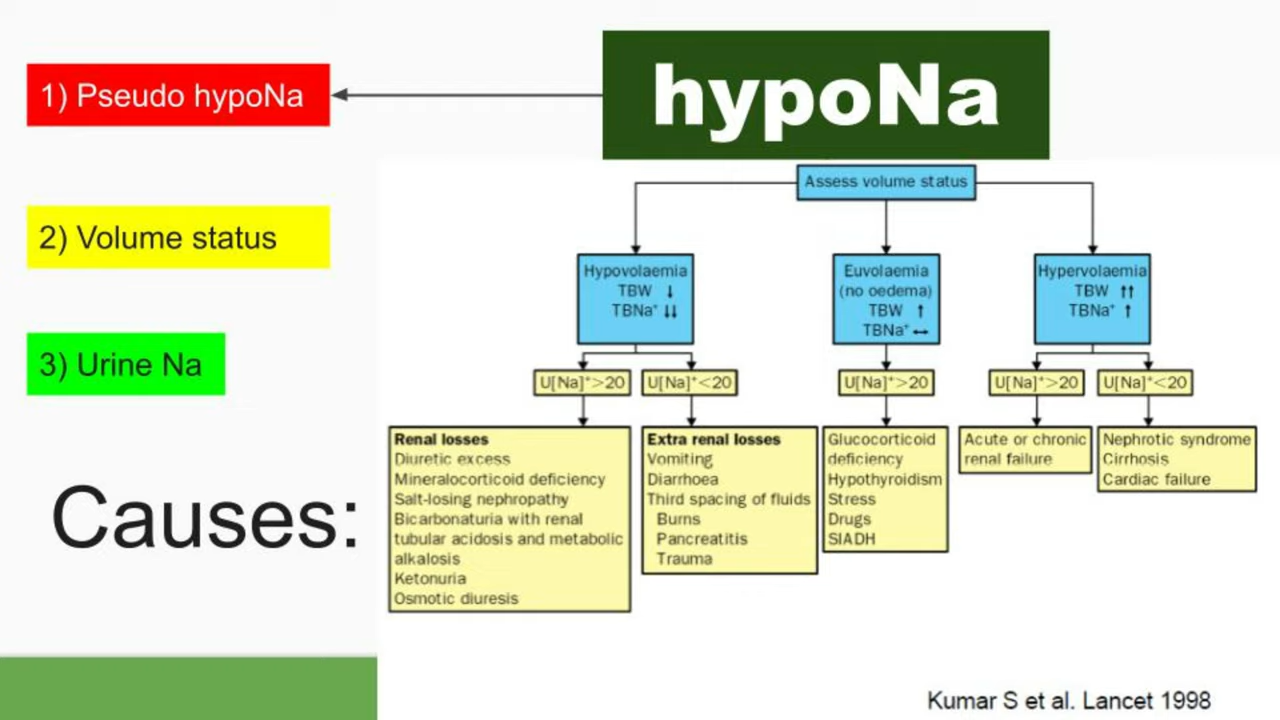 hypoNa
1) Pseudo hypoNa
2) Volume status
3) Urine Na
Causes:
Assess volume status
Hypovolaemia
TBW ↓
TBNa⁺ ↓↓
Euvolaemia
(no oedema)
TBW ↑
TBNa⁺ ↔
Hypervolaemia
TBW ↑↑
TBNa⁺ ↑
U[Na]⁺>20
U[Na]⁺<20
U[Na]⁺>20
U[Na]⁺>20
U[Na]⁺<20
Renal losses
Diuretic excess
Mineralocorticoid deficiency
Salt-losing nephropathy
Bicarbonaturia with renal
tubular acidosis and metabolic
alkalosis
Ketonuria
Osmotic diuresis
Extra renal losses
Vomiting
Diarrhoea
Third spacing of fluids
Burns
Pancreatitis
Trauma
Glucocorticoid
deficiency
Hypothyroidism
Stress
Drugs
SIADH
Acute or chronic
renal failure
Nephrotic syndrome
Cirrhosis
Cardiac failure
Kumar S et al. Lancet 1998